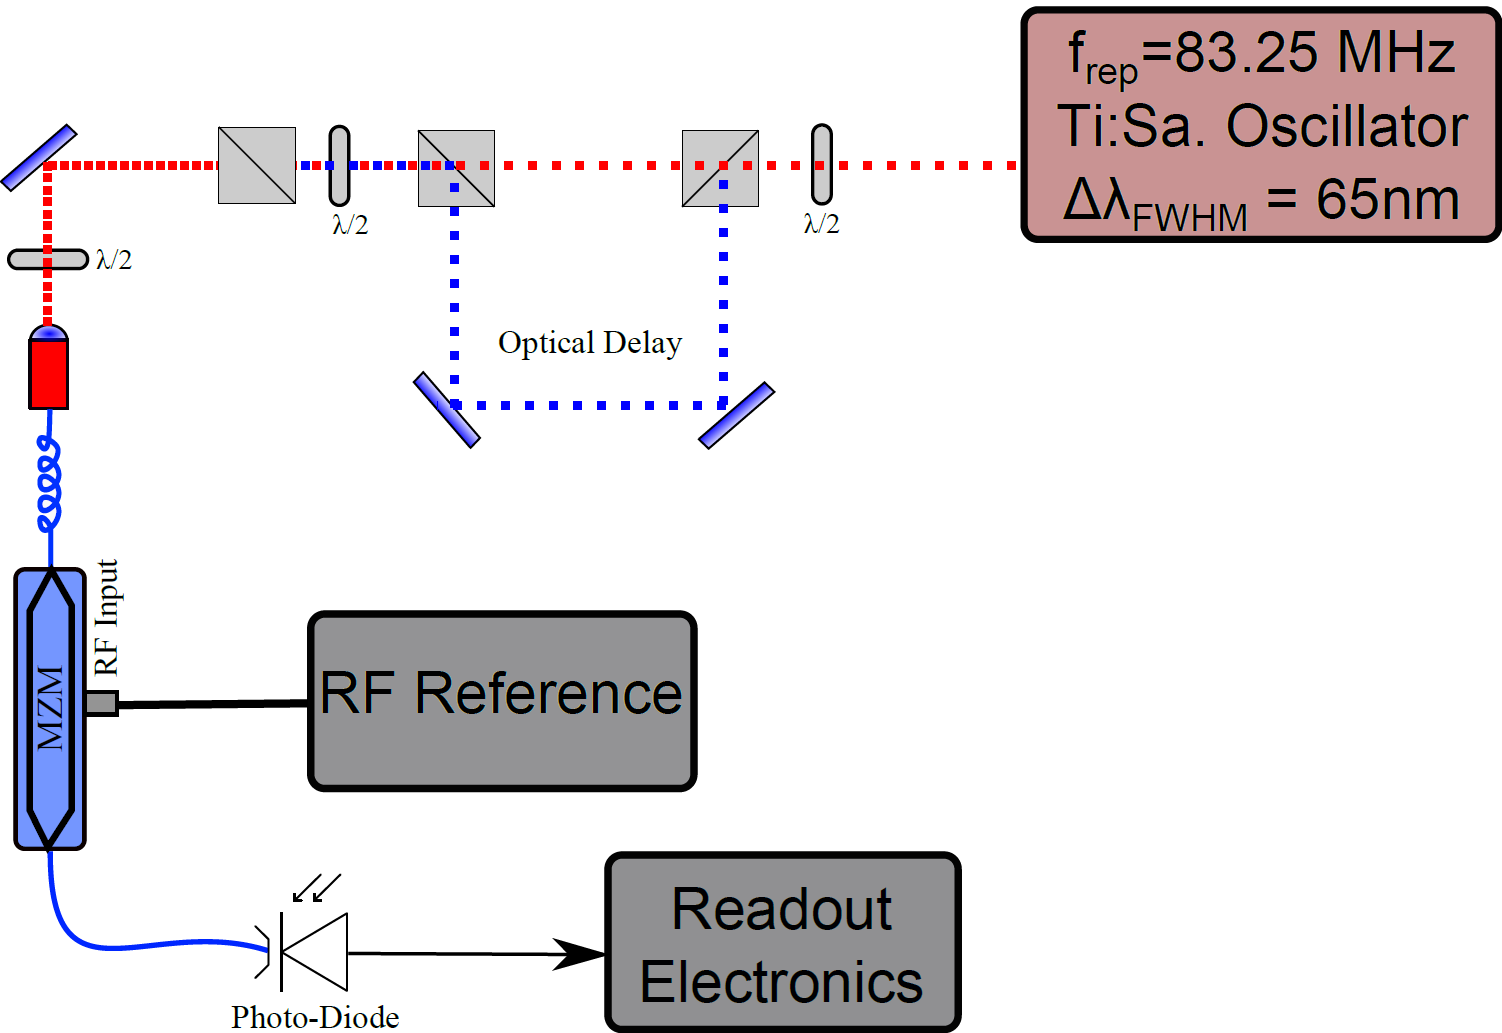 f_rep=83.25 MHz
Ti:Sa. Oscillator
Δλ_FWHM = 65nm
λ/2
λ/2
λ/2
Optical Delay
RF Input
MZM
RF Reference
Readout
Electronics
Photo-Diode